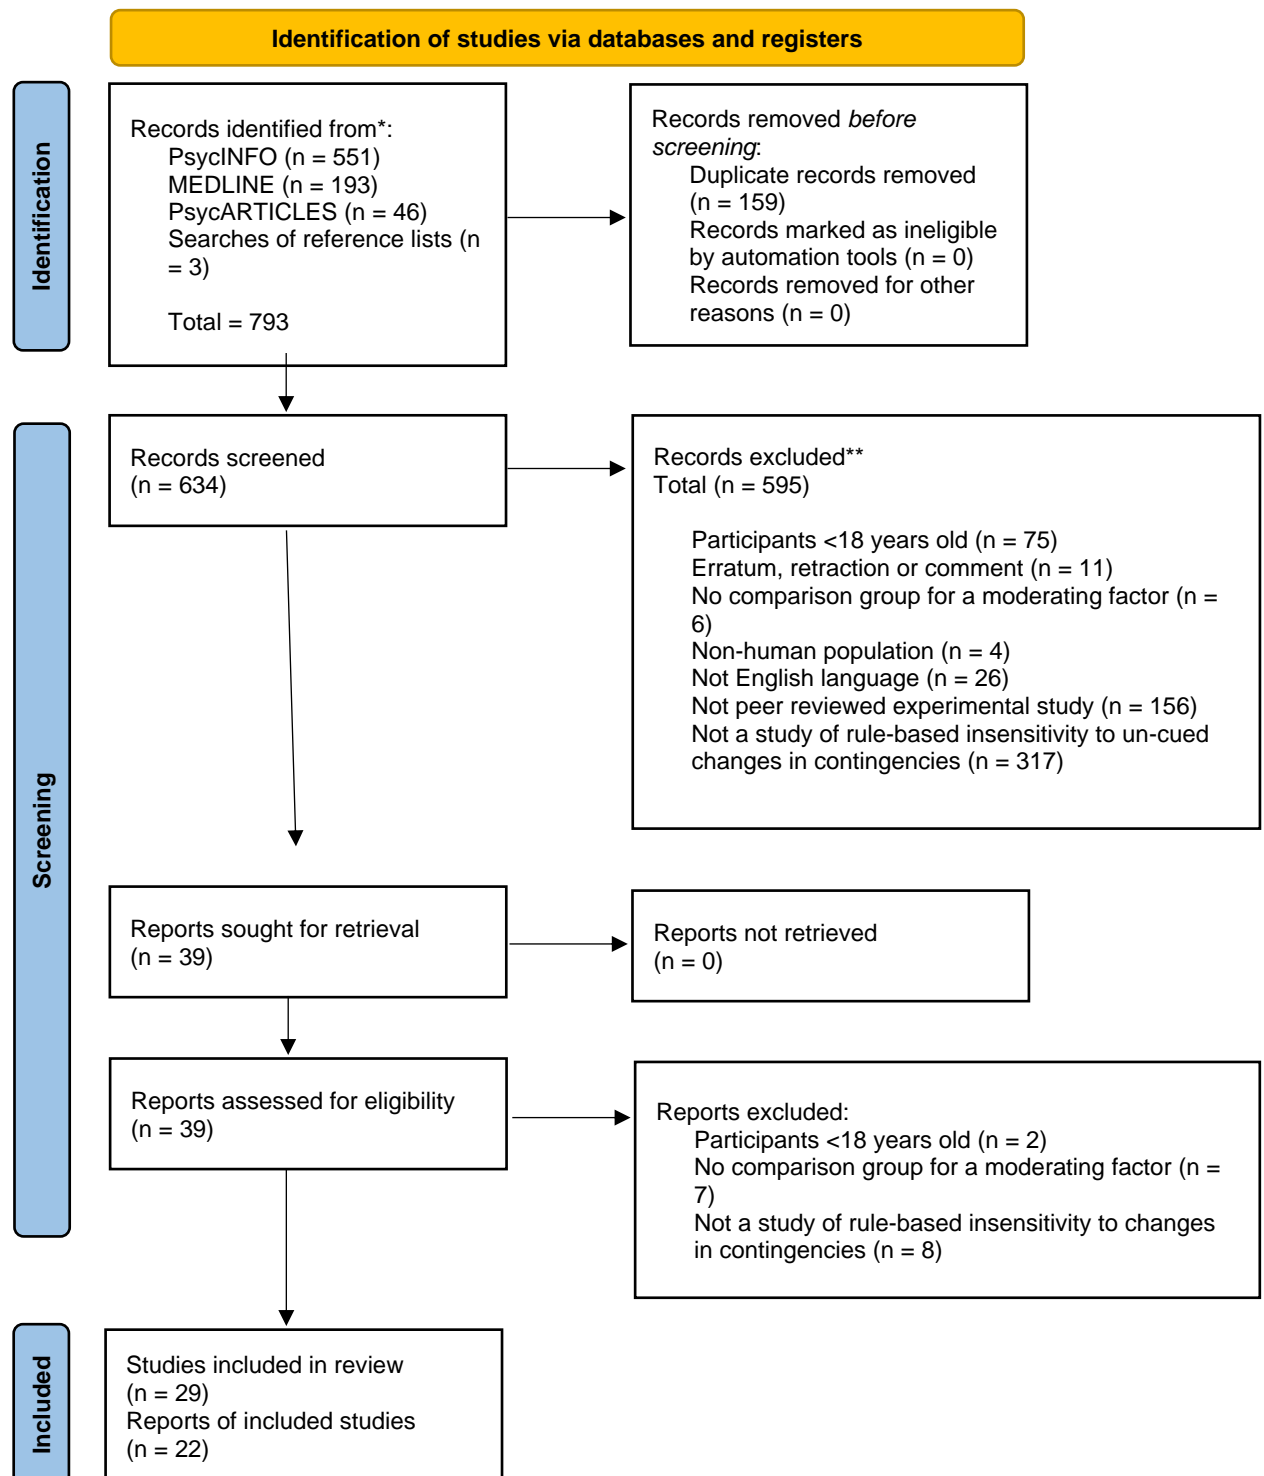 Identification of studies via databases and registers
Identification
Records identified from*:
PsycINFO (n = 551)
MEDLINE (n = 193)
PsycARTICLES (n = 46)
Searches of reference lists (n
= 3)
Total = 793
Records removed before
screening:
Duplicate records removed
(n = 159)
Records marked as ineligible
by automation tools (n = 0)
Records removed for other
reasons (n = 0)
Screening
Records screened
(n = 634)
Records excluded**
Total (n = 595)
Participants <18 years old (n = 75)
Erratum, retraction or comment (n = 11)
No comparison group for a moderating factor (n =
6)
Non-human population (n = 4)
Not English language (n = 26)
Not peer reviewed experimental study (n = 156)
Not a study of rule-based insensitivity to un-cued
changes in contingencies (n = 317)
Reports sought for retrieval
(n = 39)
Reports not retrieved
(n = 0)
Reports assessed for eligibility
(n = 39)
Reports excluded:
Participants <18 years old (n = 2)
No comparison group for a moderating factor (n =
7)
Not a study of rule-based insensitivity to changes
in contingencies (n = 8)
Included
Studies included in review
(n = 29)
Reports of included studies
(n = 22)